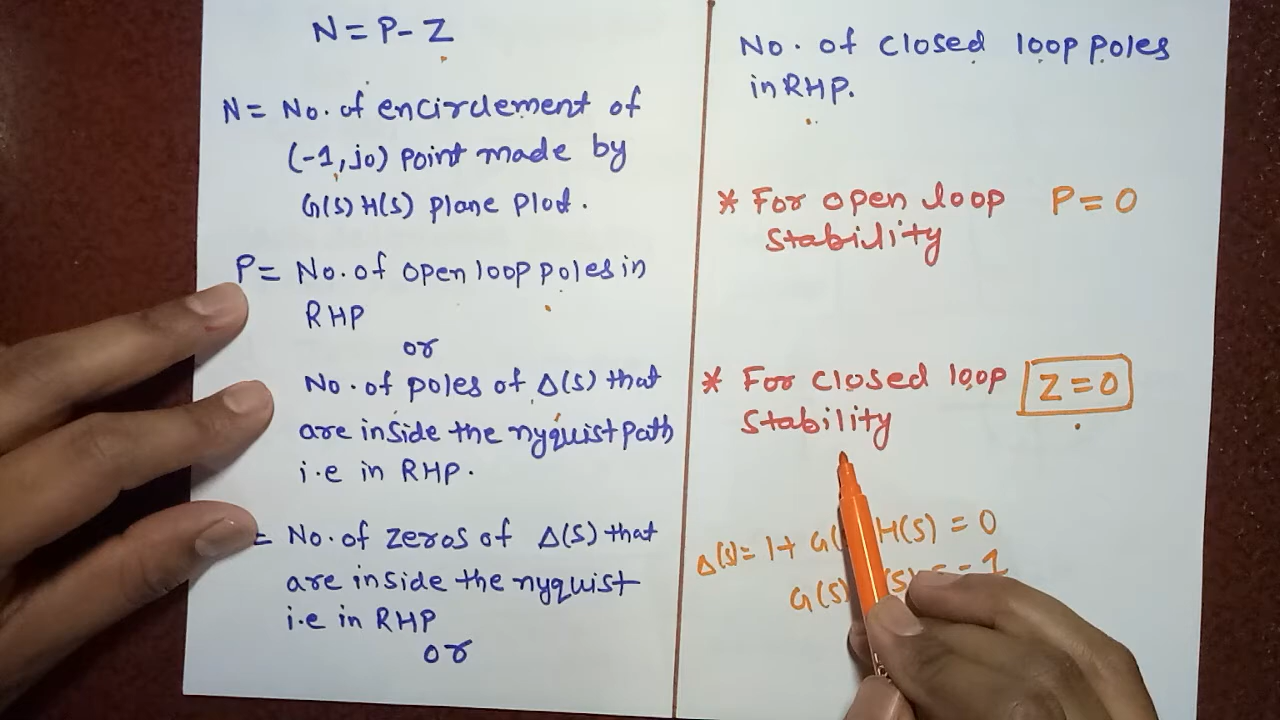 N = P - Z
N = No. of encirclement of
(-1, j0) point made by
G(S) H(S) plane plot.
P = No. of open loop poles in
RHP
or
No. of poles of Δ(S) that
are inside the nyquist path
i.e in RHP.
= No. of zeros of Δ(S) that
are inside the nyquist
i.e in RHP
or
No. of closed loop poles
in RHP.
* For open loop P = 0
stability
* For closed loop Z = 0
stability
Δ(S) = 1 + G( H(S) = 0
G(S) (S) = -1